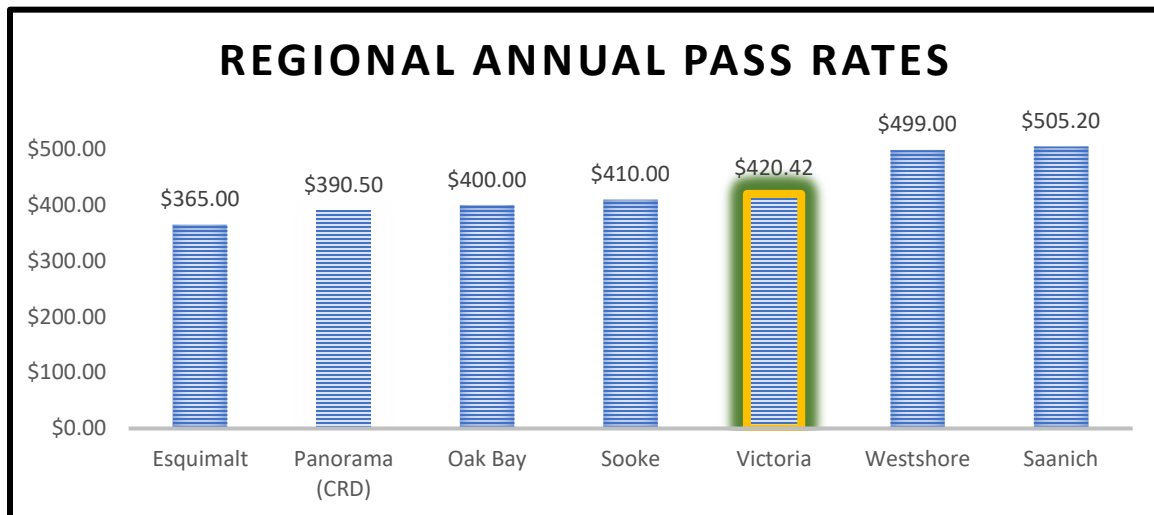 REGIONAL ANNUAL PASS RATES
$499.00
$505.20
$500.00
$420.42
$410.00
$400.00
$390.50
$365.00
$400.00
$300.00
$200.00
$100.00
$0.00
Esquimalt
Panorama
(CRD)
Oak Bay
Sooke
Victoria
Westshore
Saanich